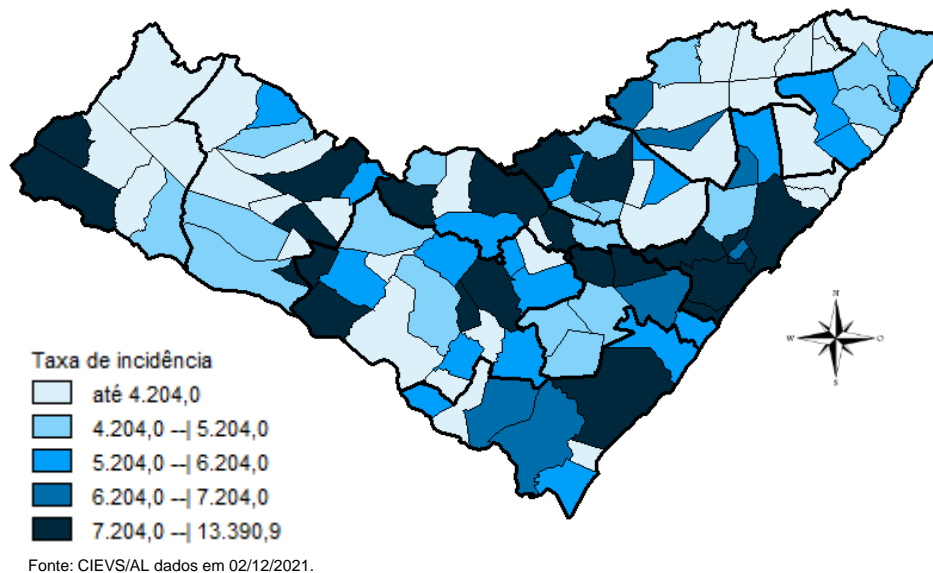 N
W
O
S
Taxa de incidência
até 4.204,0
4.204,0 --| 5.204,0
5.204,0 --| 6.204,0
6.204,0 --| 7.204,0
7.204,0 --| 13.390,9
Fonte: CIEVS/AL dados em 02/12/2021.